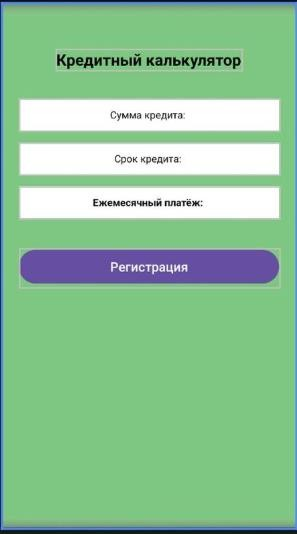 Кредитный калькулятор
Сумма кредита:
Срок кредита:
Ежемесячный платёж:
Регистрация